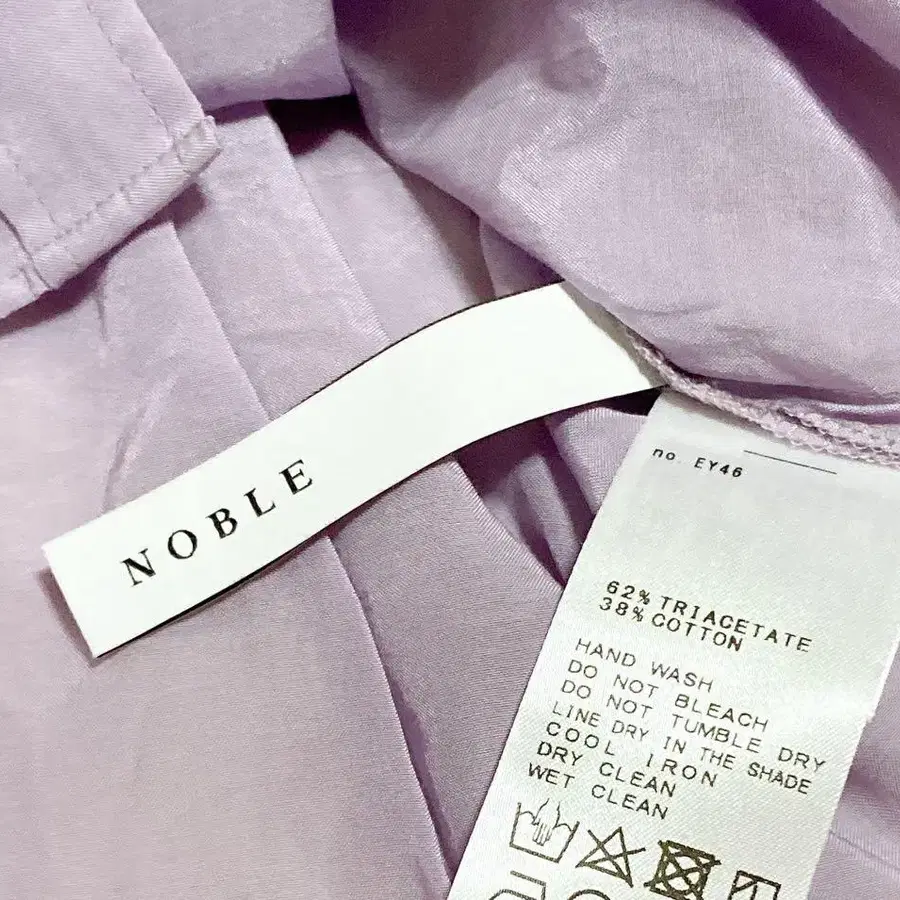 NOBLE
no. EY46
62% TRIACETATE
38% COTTON
HAND WASH
DO NOT BLEACH
DO NOT TUMBLE DRY
LINE DRY IN THE SHADE
COOL IRON
DRY CLEAN
WET CLEAN